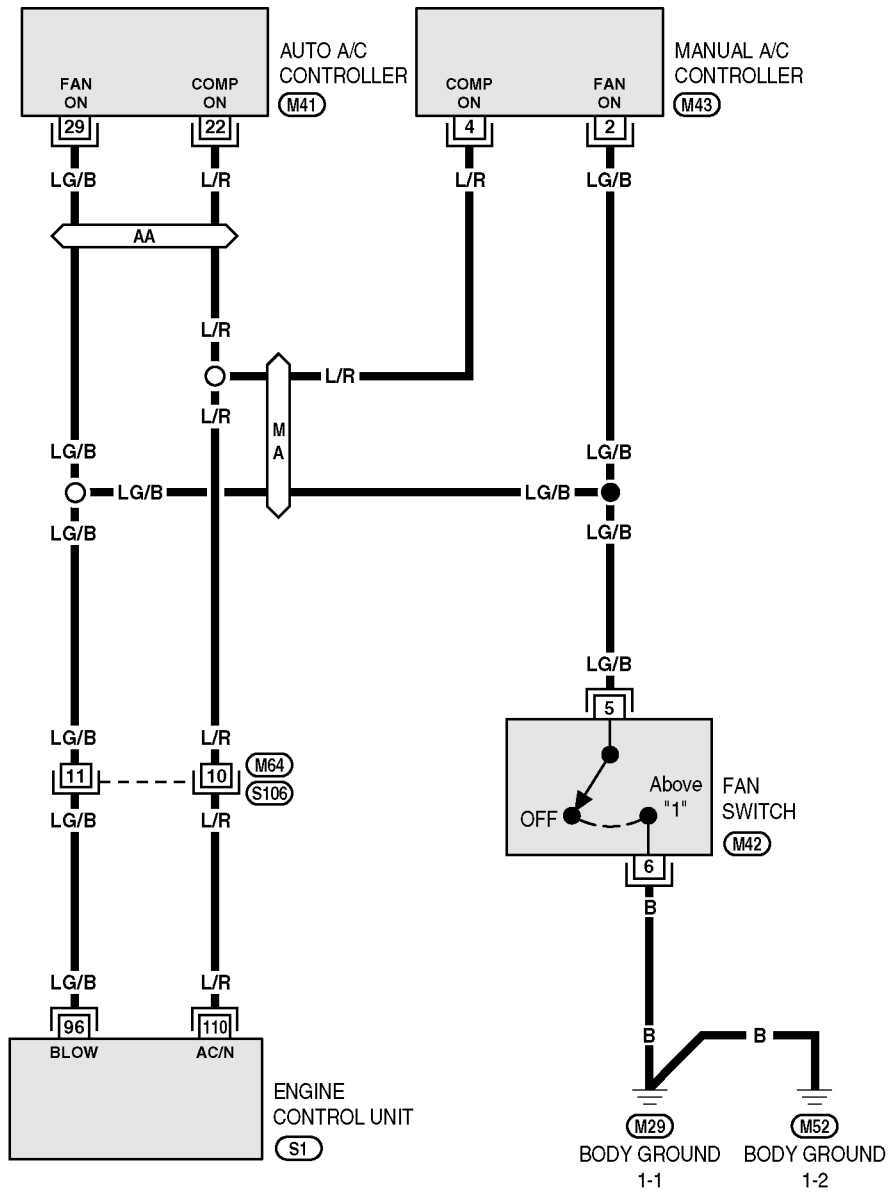 AUTO A/C
CONTROLLER
M41
FAN
ON
COMP
ON
29
22
LG/B
L/R
MANUAL A/C
CONTROLLER
M43
COMP
ON
FAN
ON
4
2
L/R
LG/B
AA
L/R
L/R
L/R
M
A
LG/B
LG/B
LG/B
LG/B
LG/B
LG/B
LG/B
LG/B
5
LG/B
L/R
11
10
M64
S106
LG/B
L/R
OFF
Above
"1"
FAN
SWITCH
M42
6
B
LG/B
L/R
96
110
BLOW
AC/N
ENGINE
CONTROL UNIT
S1
B
B
M29
BODY GROUND
1-1
M52
BODY GROUND
1-2